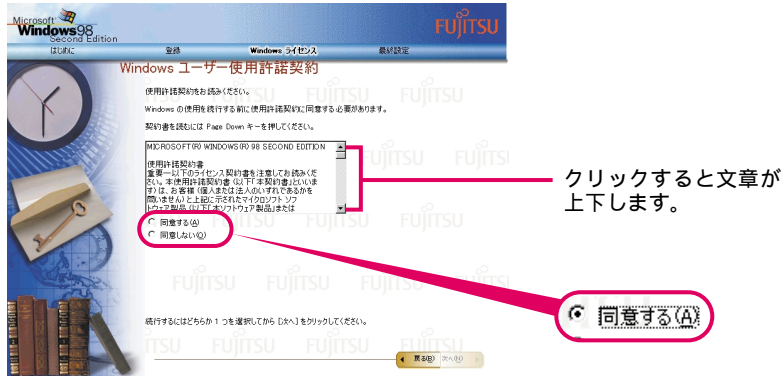 Microsoft
Windows98
Second Edition
FUJITSU
はじめに 登録 Windows ライセンス 最終設定
Windows ユーザー使用許諾契約
使用許諾契約をお読みください。
Windows の使用を続行する前に使用許諾契約に同意する必要があります。
契約書を読むには Page Down キーを押してください。
MICROSOFT(R) WINDOWS(R) 98 SECOND EDITION
使用許諾契約書
重要－以下のライセンス契約書を注意してお読みくだ
さい。本使用許諾契約書（以下「本契約書」といいま
す）は、お客様（個人または法人のいずれであるかを
問いません）と上記に示されたマイクロソフト ソフ
トウェア製品（以下「本ソフトウェア製品」または
クリックすると文章が
上下します。
同意する(A)
同意しない(O)
同意する(A)
続行するにはどちらか 1 つを選択してから [次へ] をクリックしてください。
戻る(B) 次へ(N)